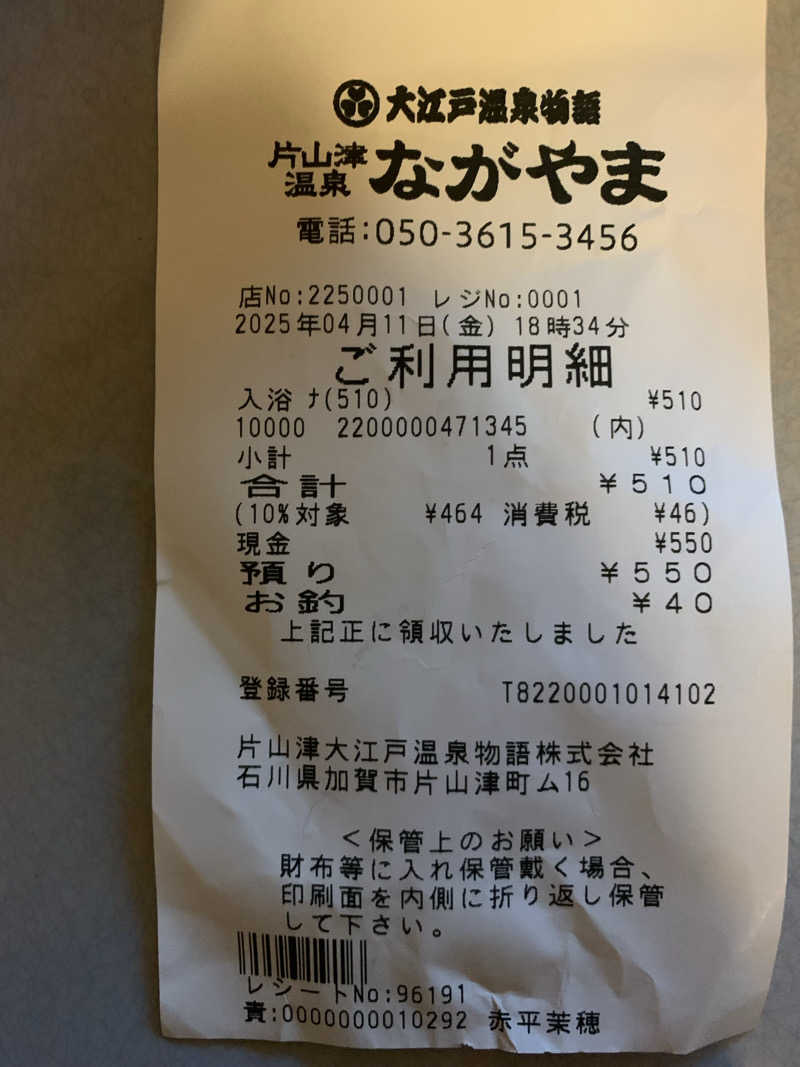 大江戸温泉物語
片山津温泉 ながやま
電話:050-3615-3456
店No:2250001 レジNo:0001
2025年04月11日(金) 18時34分
ご利用明細
入浴 ﾅ(510) ¥510
10000 2200000471345 (内)
小計 1点 ¥510
合計 ¥510
(10%対象 ¥464 消費税 ¥46)
現金 ¥550
預り ¥550
お釣 ¥40
上記正に領収いたしました
登録番号 T8220001014102
片山津大江戸温泉物語株式会社
石川県加賀市片山津町ム16
<保管上のお願い>
財布等に入れ保管戴く場合、
印刷面を内側に折り返し保管
して下さい。
レシートNo:96191
責:0000000010292 赤平茉穂